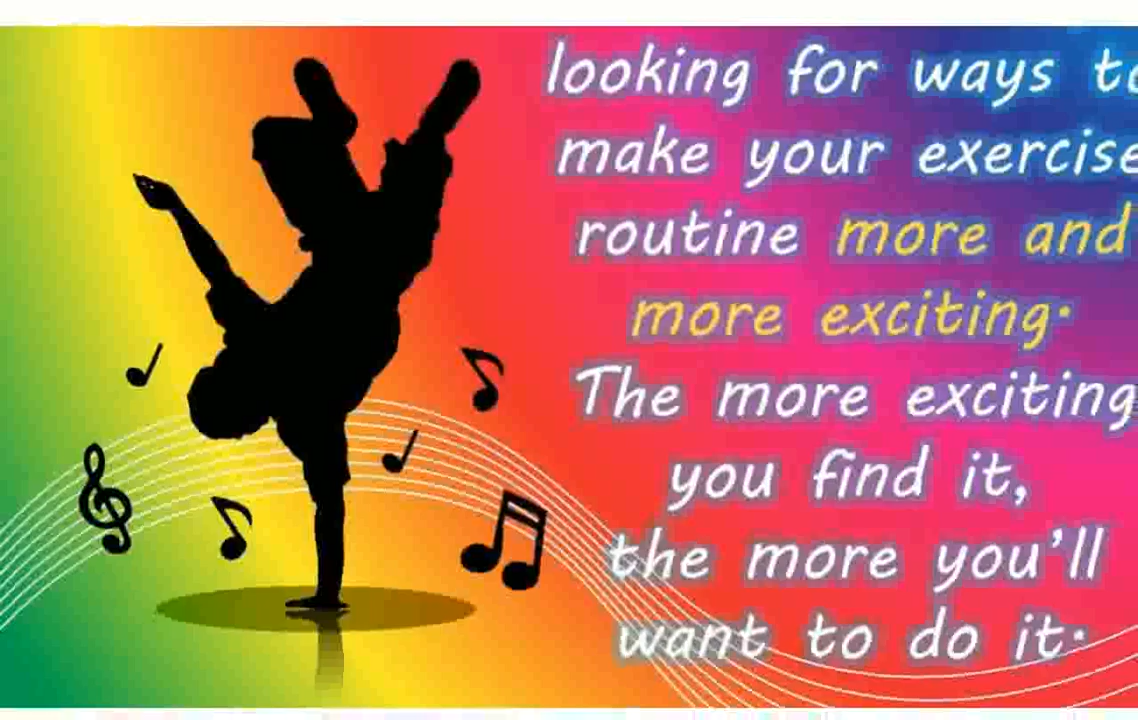 looking for ways to
make your exercise
routine more and
more exciting.
The more exciting
you find it,
the more you'll
want to do it.